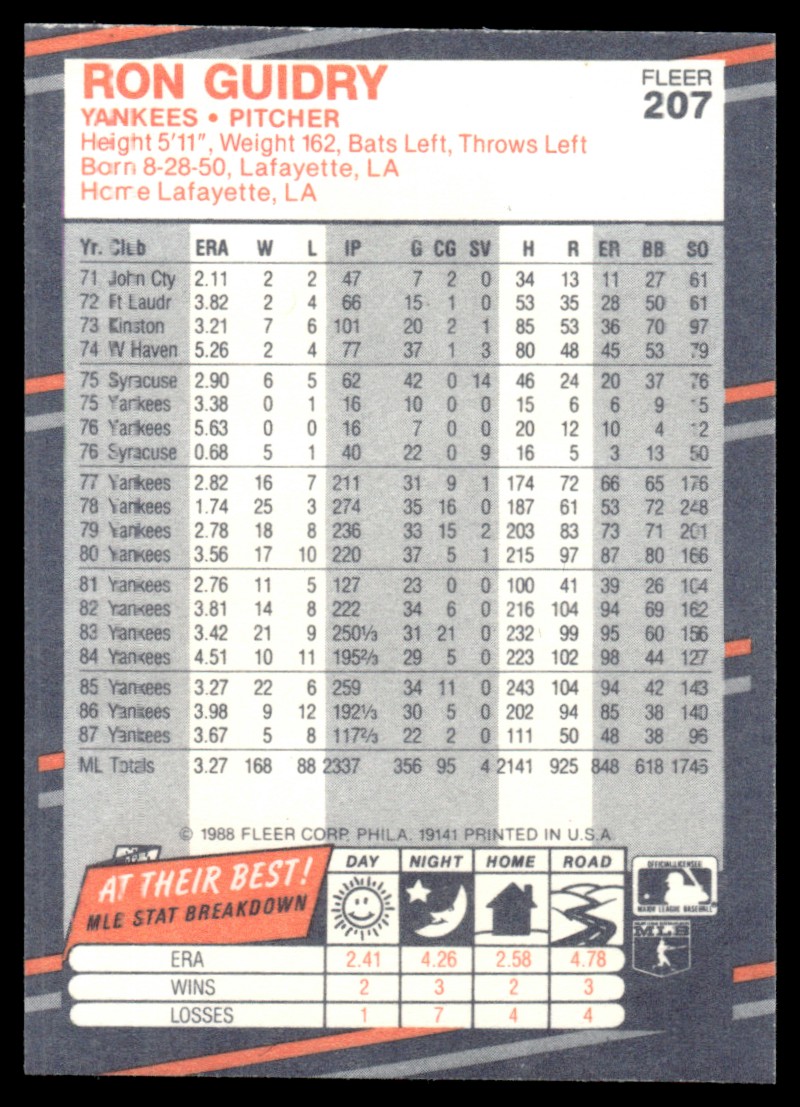 RON GUIDRY
FLEER
207
YANKEES • PITCHER
Height 5'11", Weight 162, Bats Left, Throws Left
Born 8-28-50, Lafayette, LA
Home Lafayette, LA
Yr. Club ERA W L IP G CG SV H R ER BB SO
71 John Cty 2.11 2 2 47 7 2 0 34 13 11 27 61
72 Ft Laudr 3.82 2 4 66 15 1 0 53 35 28 50 61
73 Kinston 3.21 7 6 101 20 2 1 85 53 36 70 97
74 W Haven 5.26 2 4 77 37 1 3 80 48 45 53 79
75 Syracuse 2.90 6 5 62 42 0 14 46 24 20 37 76
75 Yankees 3.38 0 1 16 10 0 0 15 6 6 9 15
76 Yankees 5.63 0 0 16 7 0 0 20 12 10 4 12
76 Syracuse 0.68 5 1 40 22 0 9 16 5 3 13 50
77 Yankees 2.82 16 7 211 31 9 1 174 72 66 65 176
78 Yankees 1.74 25 3 274 35 16 0 187 61 53 72 248
79 Yankees 2.78 18 8 236 33 15 2 203 83 73 71 201
80 Yankees 3.56 17 10 220 37 5 1 215 97 87 80 166
81 Yankees 2.76 11 5 127 23 0 0 100 41 39 26 104
82 Yankees 3.81 14 8 222 34 6 0 216 104 94 69 162
83 Yankees 3.42 21 9 250⅓ 31 21 0 232 99 95 60 156
84 Yankees 4.51 10 11 195⅔ 29 5 0 223 102 98 44 127
85 Yankees 3.27 22 6 259 34 11 0 243 104 94 42 143
86 Yankees 3.98 9 12 192⅓ 30 5 0 202 94 85 38 140
87 Yankees 3.67 5 8 117⅔ 22 2 0 111 50 48 38 96
ML Totals 3.27 168 88 2337 356 95 4 2141 925 848 618 1746
© 1988 FLEER CORP. PHILA. 19141 PRINTED IN U.S.A.
AT THEIR BEST!
MLB STAT BREAKDOWN
DAY NIGHT HOME ROAD
ERA 2.41 4.26 2.58 4.78
WINS 2 3 2 3
LOSSES 1 7 4 4
OFFICIAL LICENSEE
MAJOR LEAGUE BASEBALL
MLB